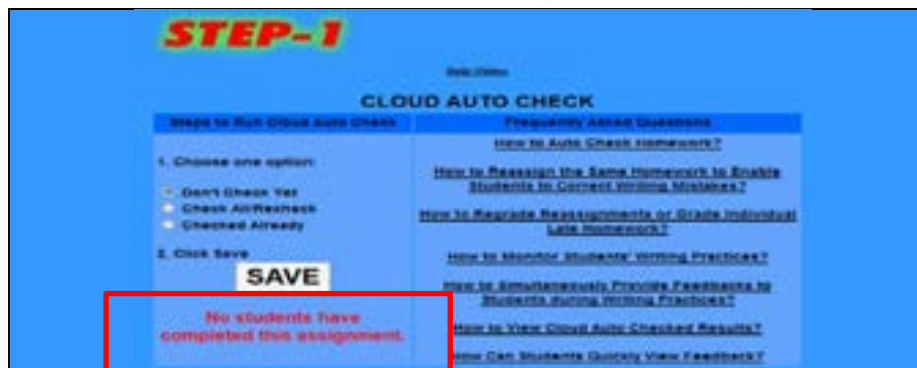 STEP-1
Help Video
CLOUD AUTO CHECK
Steps to Run Cloud Auto Check
Frequently Asked Questions
1. Choose one option:
Don't Check Yet
Check All/Recheck
Checked Already
2. Click Save
SAVE
No students have
completed this assignment.
How to Auto Check Homework?
How to Reassign the Same Homework to Enable
Students to Correct Writing Mistakes?
How to Regrade Reassignments or Grade Individual
Late Homework?
How to Monitor Students' Writing Practices?
How to Simultaneously Provide Feedbacks to
Students during Writing Practices?
How to View Cloud Auto Checked Results?
How Can Students Quickly View Feedback?